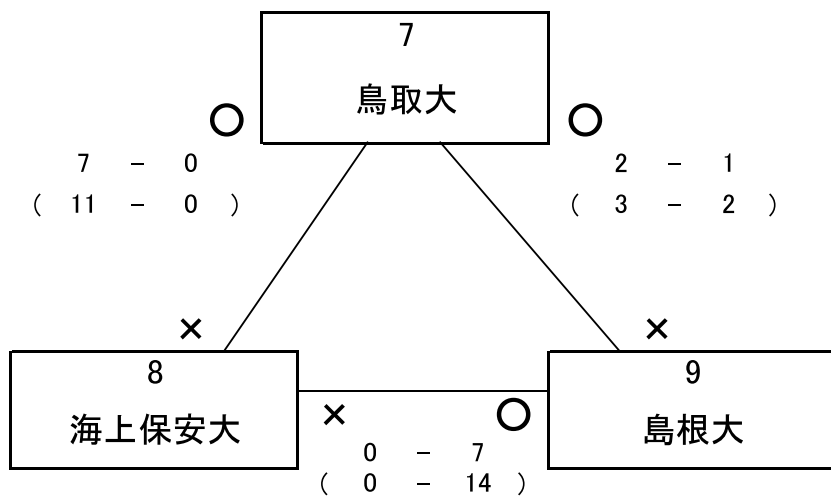 7
鳥取大
○ ○
7 － 0
2 － 1
( 11 － 0 )
( 3 － 2 )
× ×
8
9
海上保安大
島根大
× ○
0 － 7
( 0 － 14 )